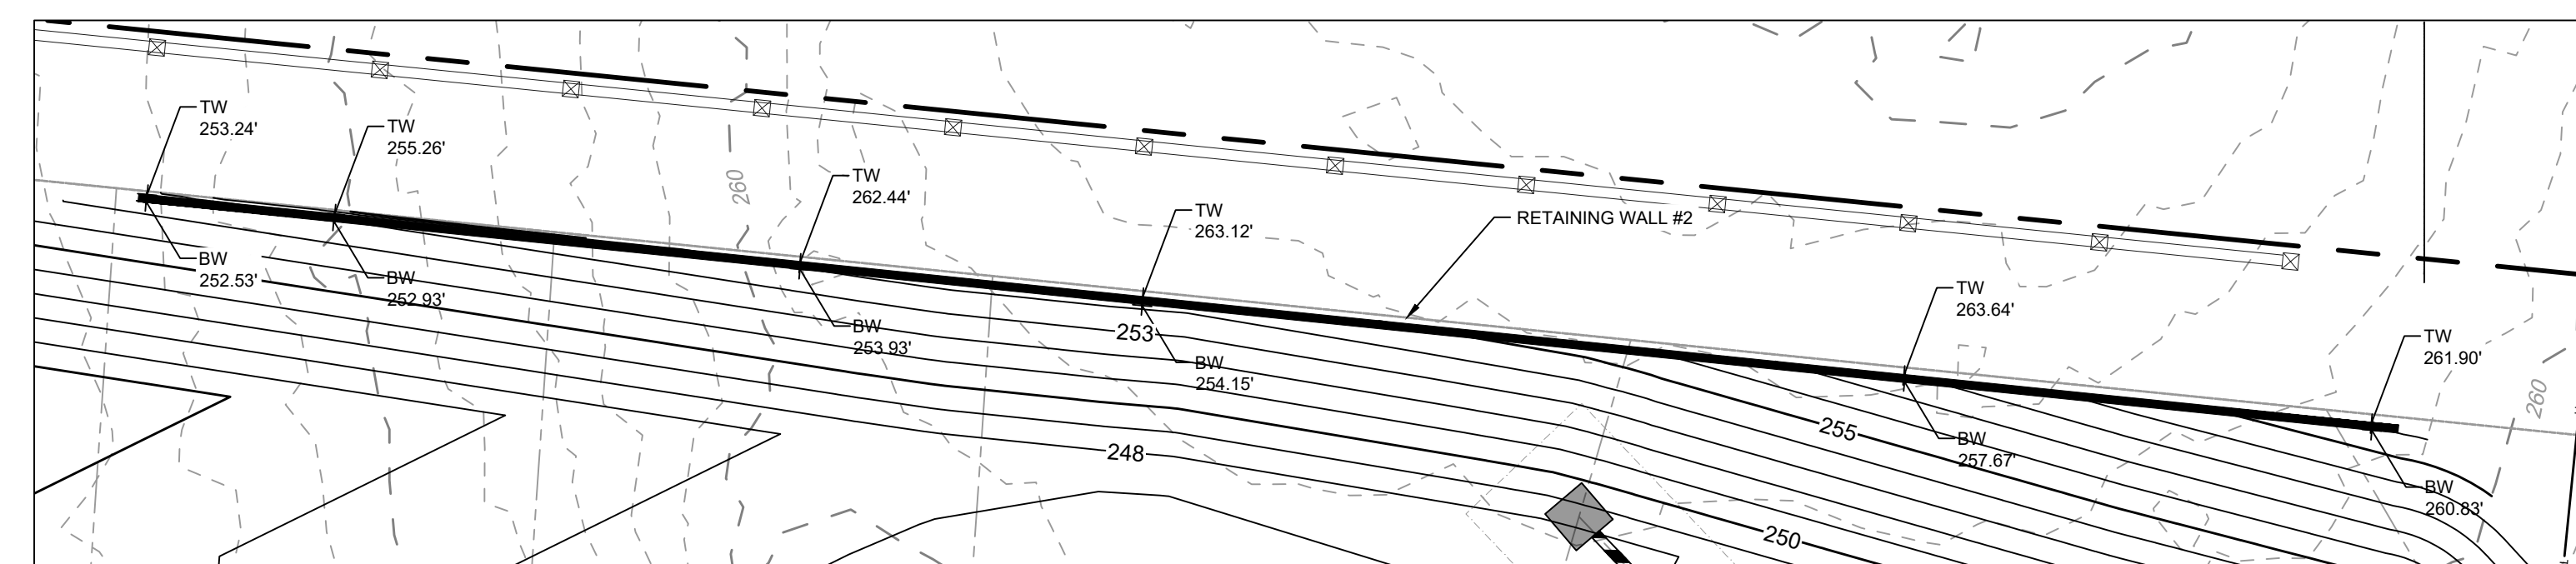 TW
253.24'
TW
255.26'
260
TW
262.44'
TW
263.12'
RETAINING WALL #2
BW
252.53'
BW
252.93'
BW
253.93'
253
BW
254.15'
TW
263.64'
TW
261.90'
260
255
BW
257.67'
248
BW
260.83'
250